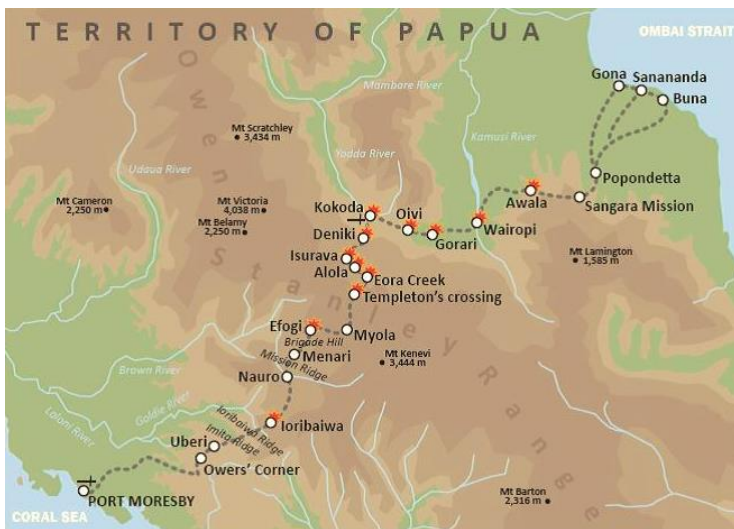 TERRITORY OF PAPUA
OMBAI STRAIT
Gona
Sanananda
Buna
Mambare River
Mt Scratchley
3,434 m
Owen Stanley Range
Kamusi River
Yodda River
Udaua River
Popondetta
Awala
Sangara Mission
Mt Cameron
2,250 m
Mt Victoria
4,038 m
Mt Belamy
2,250 m
Kokoda
Oivi
Wairopi
Gorari
Deniki
Isurava
Alola
Eora Creek
Mt Lamington
1,585 m
Templeton's crossing
Efogi
Myola
Brigade Hill
Menari
Mt Kenevi
3,444 m
Mission Ridge
Brown River
Nauro
Goldie River
Lolani River
Ioribaiwa Ridge
Ioribaiwa
Imita Ridge
Uberi
Owers' Corner
PORT MORESBY
Mt Barton
2,316 m
CORAL SEA